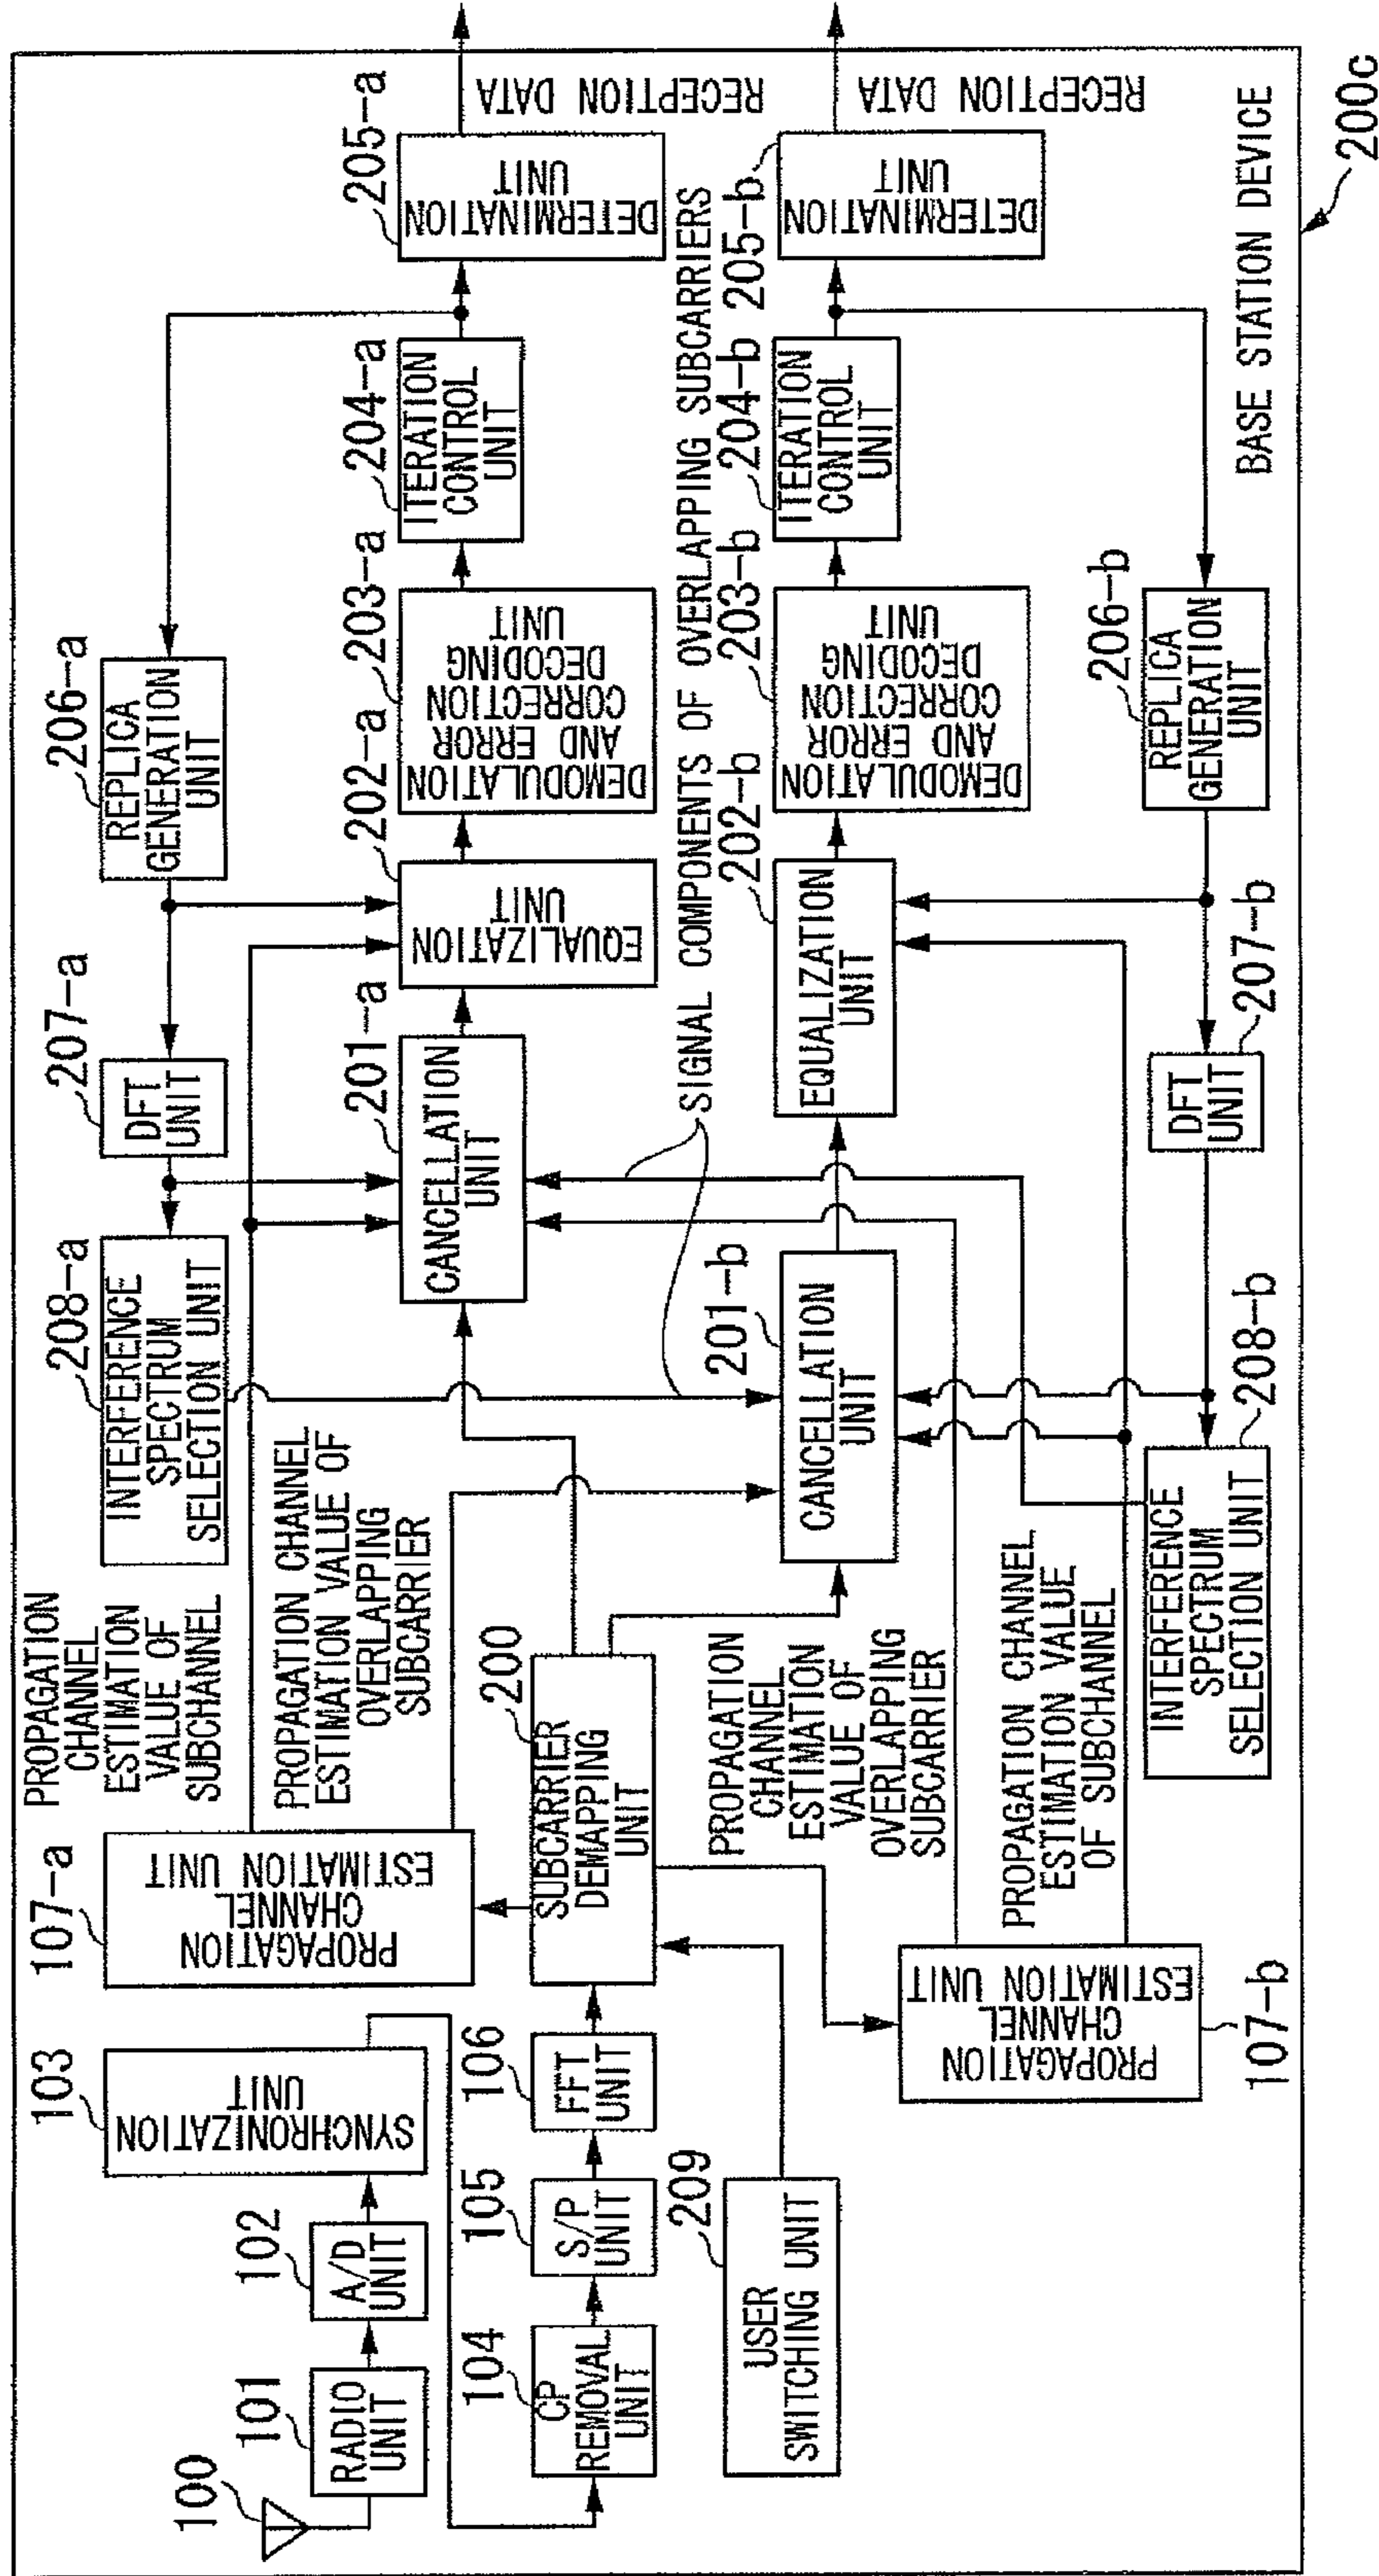 100
101
RADIO
UNIT
102
A/D
UNIT
103
SYNCHRONIZATION
UNIT
104
CP
REMOVAL
UNIT
105
S/P
UNIT
106
FFT
UNIT
209
USER
SWITCHING UNIT
107-a
PROPAGATION
CHANNEL
ESTIMATION UNIT
200
SUBCARRIER
DEMAPPING
UNIT
107-b
PROPAGATION
CHANNEL
ESTIMATION UNIT
PROPAGATION
CHANNEL
ESTIMATION
VALUE OF
SUBCHANNEL
PROPAGATION CHANNEL
ESTIMATION VALUE OF
OVERLAPPING
SUBCARRIER
PROPAGATION
CHANNEL
ESTIMATION
VALUE OF
OVERLAPPING
SUBCARRIER
PROPAGATION CHANNEL
ESTIMATION VALUE
OF SUBCHANNEL
208-a
INTERFERENCE
SPECTRUM
SELECTION UNIT
201-b
CANCELLATION
UNIT
208-b
INTERFERENCE
SPECTRUM
SELECTION UNIT
207-a
DFT
UNIT
201-a
CANCELLATION
UNIT
SIGNAL COMPONENTS OF OVERLAPPING SUBCARRIERS
202-b
EQUALIZATION
UNIT
207-b
DFT
UNIT
206-a
REPLICA
GENERATION
UNIT
202-a
EQUALIZATION
UNIT
203-a
DEMODULATION
AND ERROR
CORRECTION
DECODING
UNIT
203-b
DEMODULATION
AND ERROR
CORRECTION
DECODING
UNIT
206-b
REPLICA
GENERATION
UNIT
204-a
ITERATION
CONTROL
UNIT
204-b
ITERATION
CONTROL
UNIT
205-a
DETERMINATION
UNIT
205-b
DETERMINATION
UNIT
RECEPTION DATA
RECEPTION DATA
BASE STATION DEVICE
200c